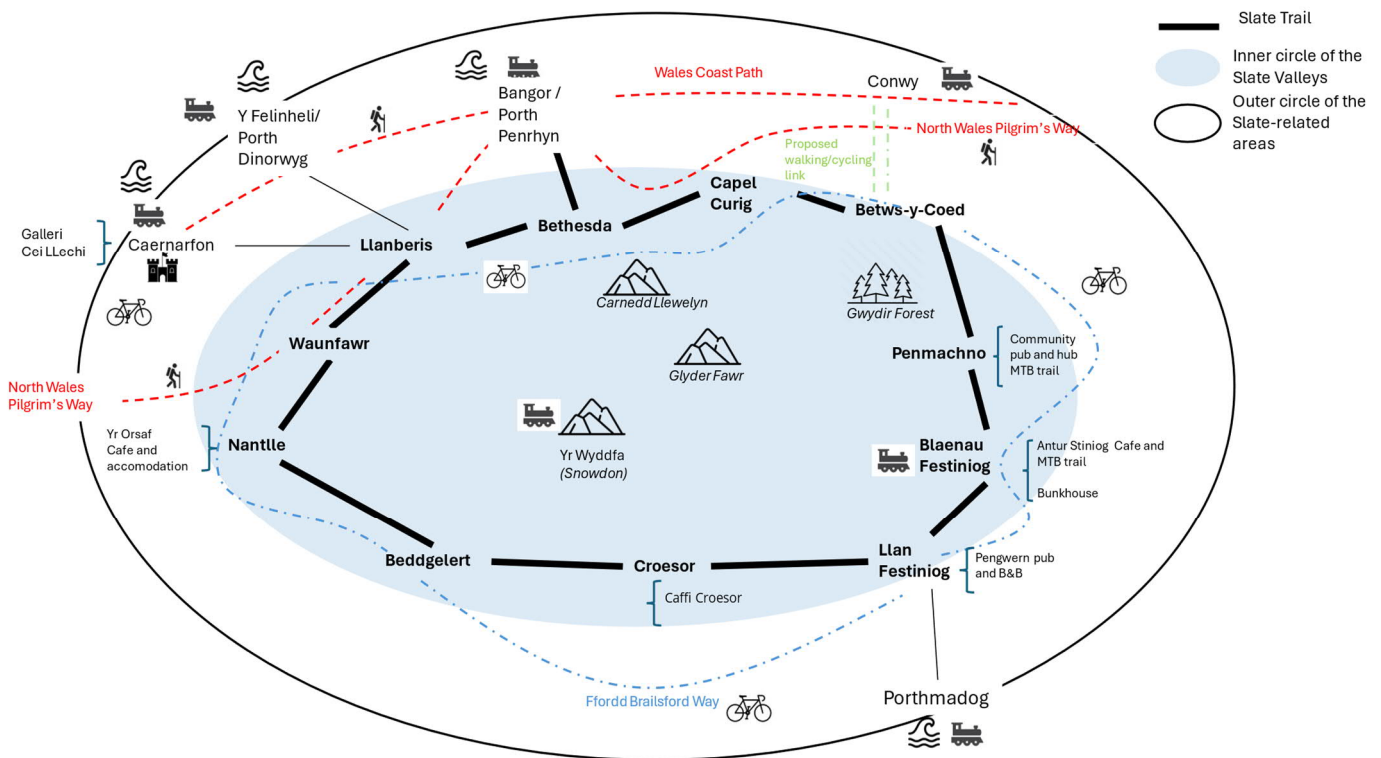 Slate Trail
Inner circle of the
Slate Valleys
Outer circle of the
Slate-related
areas
Wales Coast Path
Conwy
Bangor /
Porth
Penrhyn
Y Felinheli/
Porth
Dinorwyg
North Wales Pilgrim's Way
Proposed
walking/cycling
link
Capel
Curig
Betws-y-Coed
Bethesda
Galleri
Cei LLechi
Caernarfon
Llanberis
Carnedd Llewelyn
Gwydir Forest
Waunfawr
Glyder Fawr
Penmachno
Community
pub and hub
MTB trail
North Wales
Pilgrim's Way
Yr Orsaf
Cafe and
accomodation
Nantlle
Yr Wyddfa
(Snowdon)
Blaenau
Festiniog
Antur Stiniog Cafe and
MTB trail
Bunkhouse
Beddgelert
Croesor
Llan
Festiniog
Pengwern pub
and B&B
Caffi Croesor
Ffordd Brailsford Way
Porthmadog